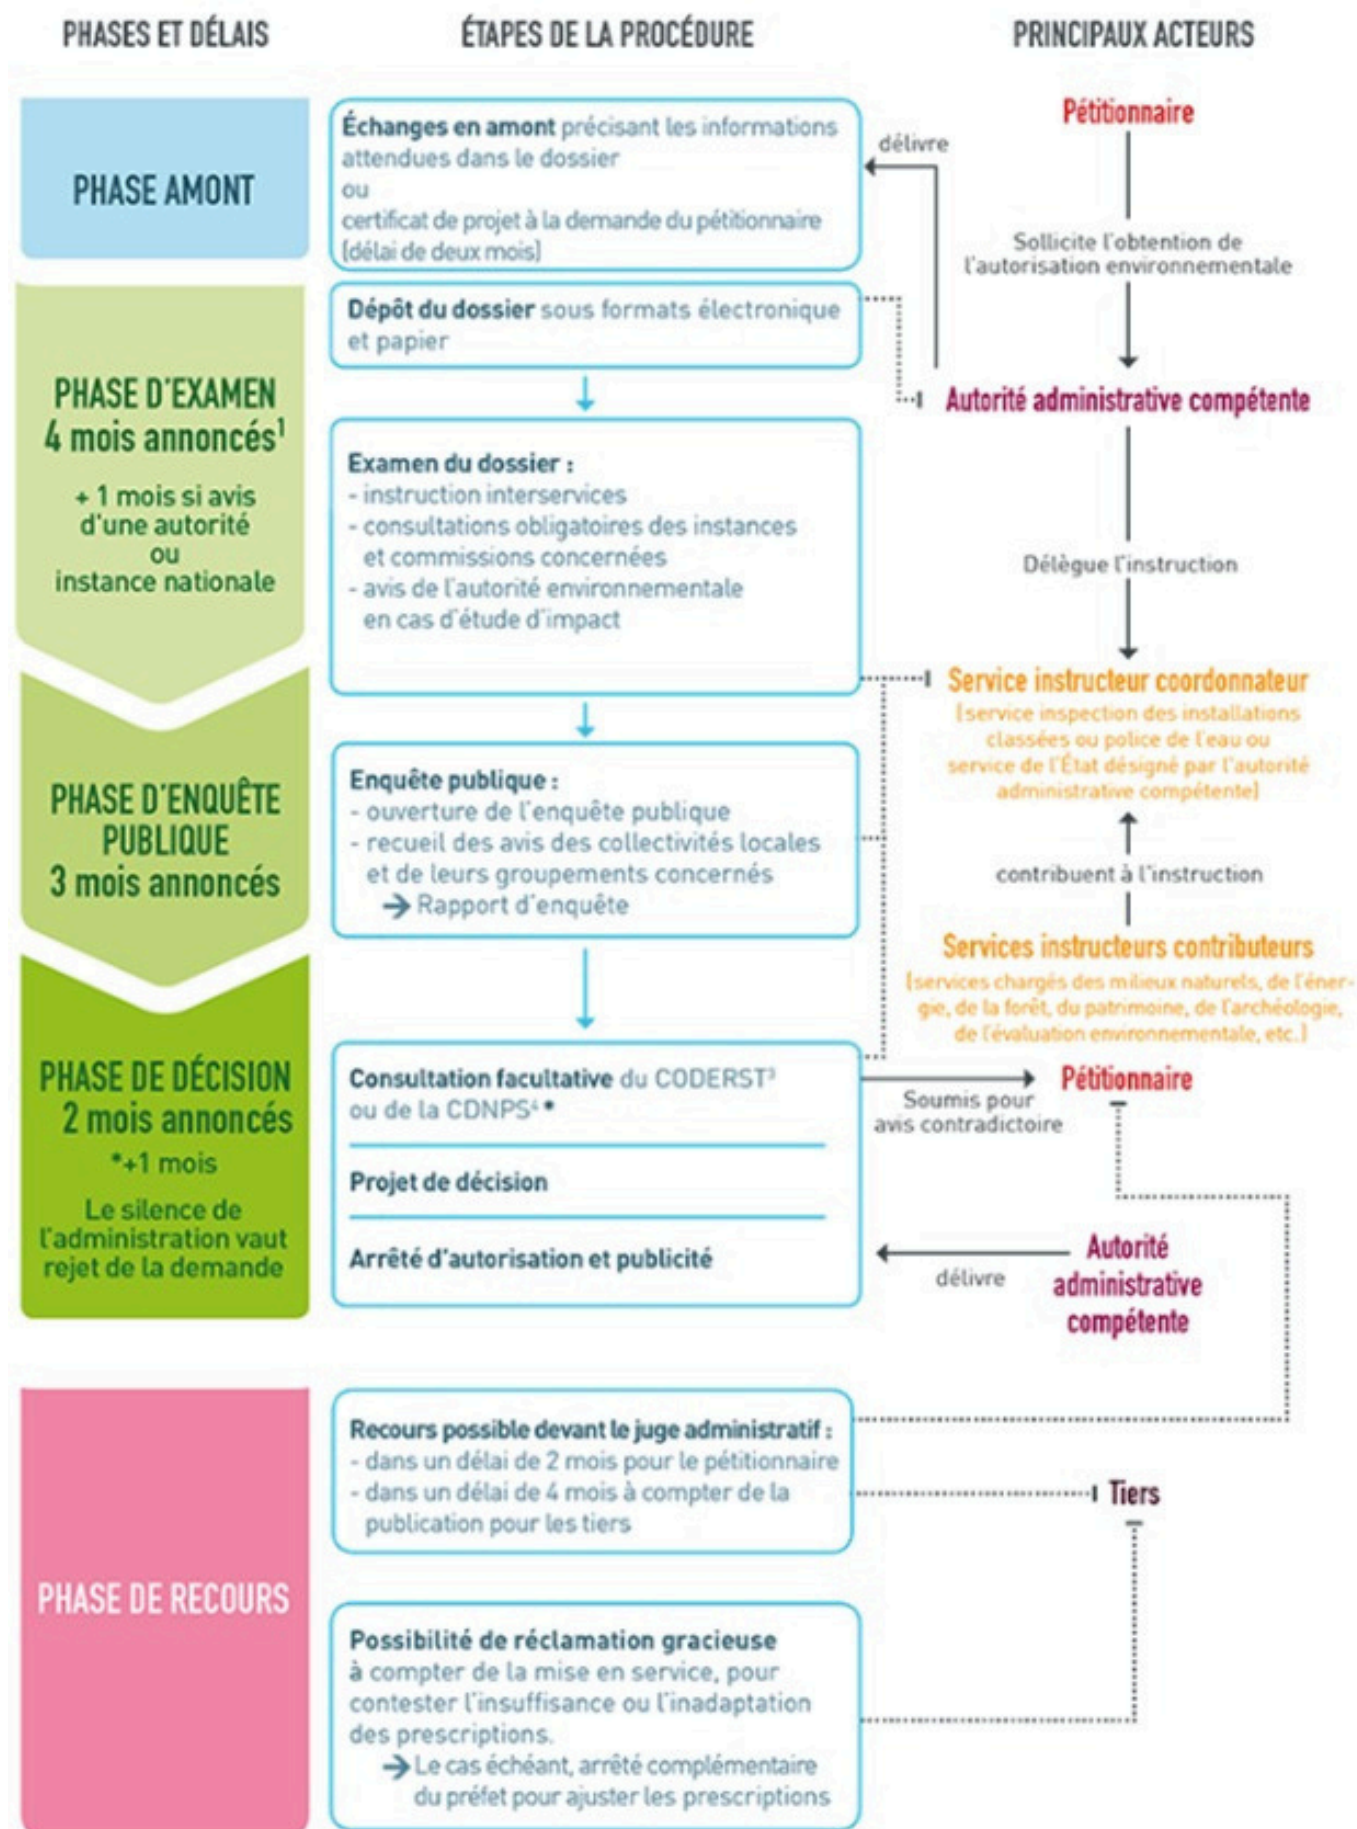 PHASES ET DÉLAIS
ÉTAPES DE LA PROCÉDURE
PRINCIPAUX ACTEURS
PHASE AMONT
Échanges en amont précisant les informations
attendues dans le dossier
ou
certificat de projet à la demande du pétitionnaire
(délai de deux mois)
délivre
Pétitionnaire
Sollicite l'obtention de
l'autorisation environnementale
PHASE D'EXAMEN
4 mois annoncés¹
+ 1 mois si avis
d'une autorité
ou
instance nationale
Dépôt du dossier sous formats électronique
et papier
Autorité administrative compétente
Examen du dossier :
- instruction interservices
- consultations obligatoires des instances
et commissions concernées
- avis de l'autorité environnementale
en cas d'étude d'impact
Délègue l'instruction
Service instructeur coordonnateur
(service inspection des installations
classées ou police de l'eau ou
service de l'État désigné par l'autorité
administrative compétente)
PHASE D'ENQUÊTE
PUBLIQUE
3 mois annoncés
Enquête publique :
- ouverture de l'enquête publique
- recueil des avis des collectivités locales
et de leurs groupements concernés
→ Rapport d'enquête
contribuent à l'instruction
Services instructeurs contributeurs
(services chargés des milieux naturels, de l'éner-
gie, de la forêt, du patrimoine, de l'archéologie,
de l'évaluation environnementale, etc.)
PHASE DE DÉCISION
2 mois annoncés
*+1 mois
Le silence de
l'administration vaut
rejet de la demande
Consultation facultative du CODERST³
ou de la CDNPS⁴ *
Projet de décision
Arrêté d'autorisation et publicité
Soumis pour
avis contradictoire
Pétitionnaire
délivre
Autorité
administrative
compétente
PHASE DE RECOURS
Recours possible devant le juge administratif :
- dans un délai de 2 mois pour le pétitionnaire
- dans un délai de 4 mois à compter de la
publication pour les tiers
Tiers
Possibilité de réclamation gracieuse
à compter de la mise en service, pour
contester l'insuffisance ou l'inadaptation
des prescriptions.
→ Le cas échéant, arrêté complémentaire
du préfet pour ajuster les prescriptions